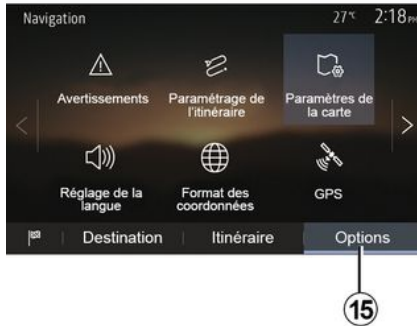 Navigation
27°C
2:18 PM
Avertissements
Paramétrage de
l'itinéraire
Paramètres de
la carte
Réglage de la
langue
Format des
coordonnées
GPS
Destination
Itinéraire
Options
15